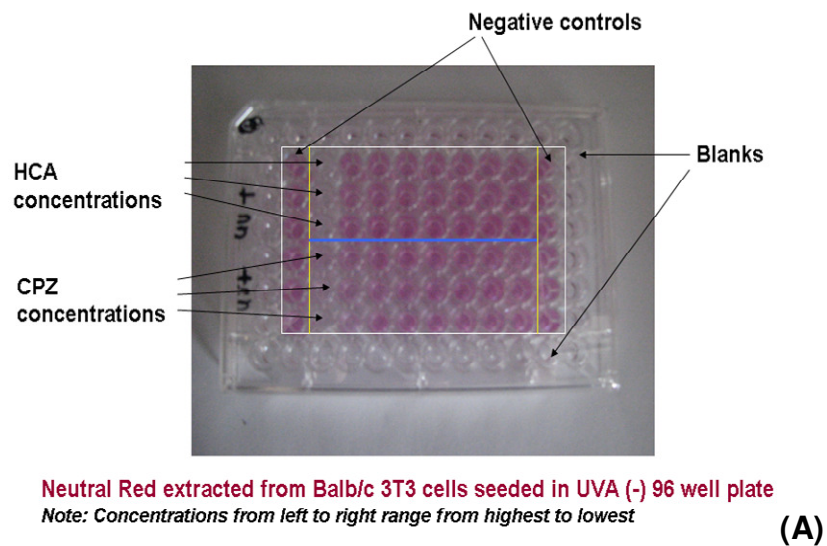 Negative controls
HCA
concentrations
Blanks
CPZ
concentrations
Neutral Red extracted from Balb/c 3T3 cells seeded in UVA (-) 96 well plate
Note: Concentrations from left to right range from highest to lowest
(A)